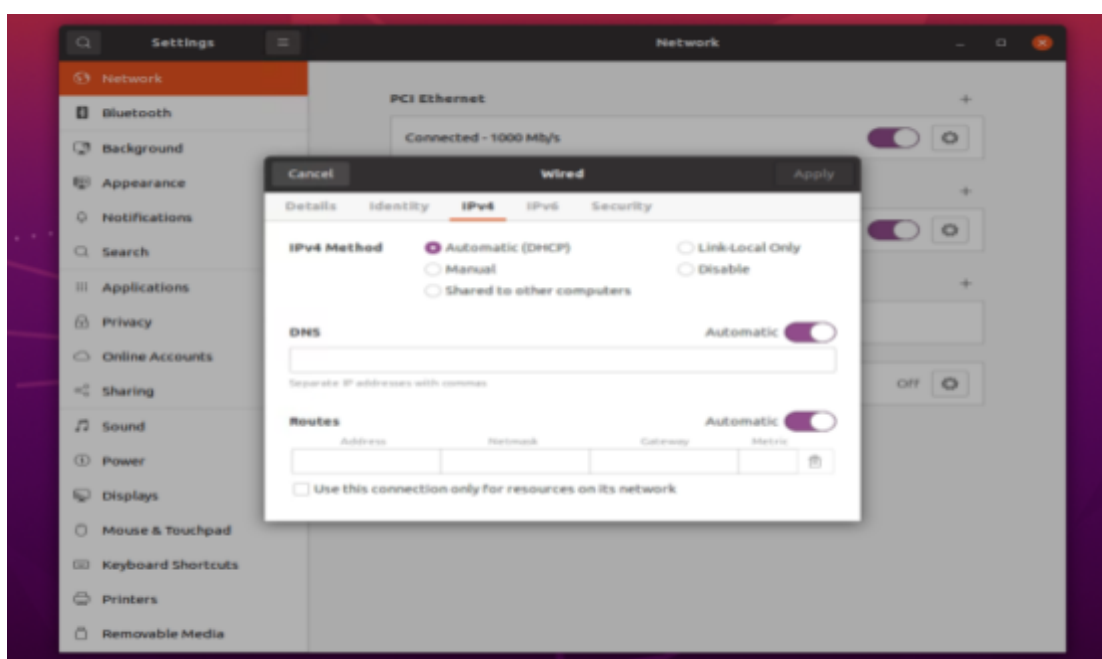 Settings
Network
Network
Bluetooth
Background
Appearance
Notifications
Search
Applications
Privacy
Online Accounts
Sharing
Sound
Power
Displays
Mouse & Touchpad
Keyboard Shortcuts
Printers
Removable Media
PCI Ethernet
Connected - 1000 Mb/s
Off
Cancel Wired Apply
Details Identity IPv4 IPv6 Security
IPv4 Method Automatic (DHCP) Link-Local Only
Manual Disable
Shared to other computers
DNS Automatic
Separate IP addresses with commas
Routes Automatic
Address Netmask Gateway Metric
Use this connection only for resources on its network